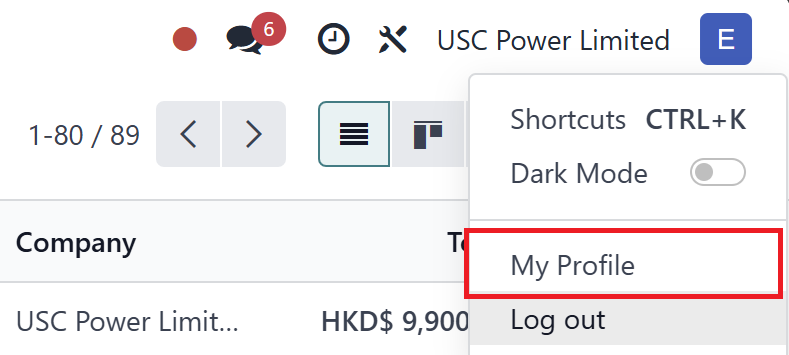 6
USC Power Limited
E
1-80 / 89
Shortcuts CTRL+K
Dark Mode
Company
My Profile
USC Power Limit...
HKD$ 9,900
Log out